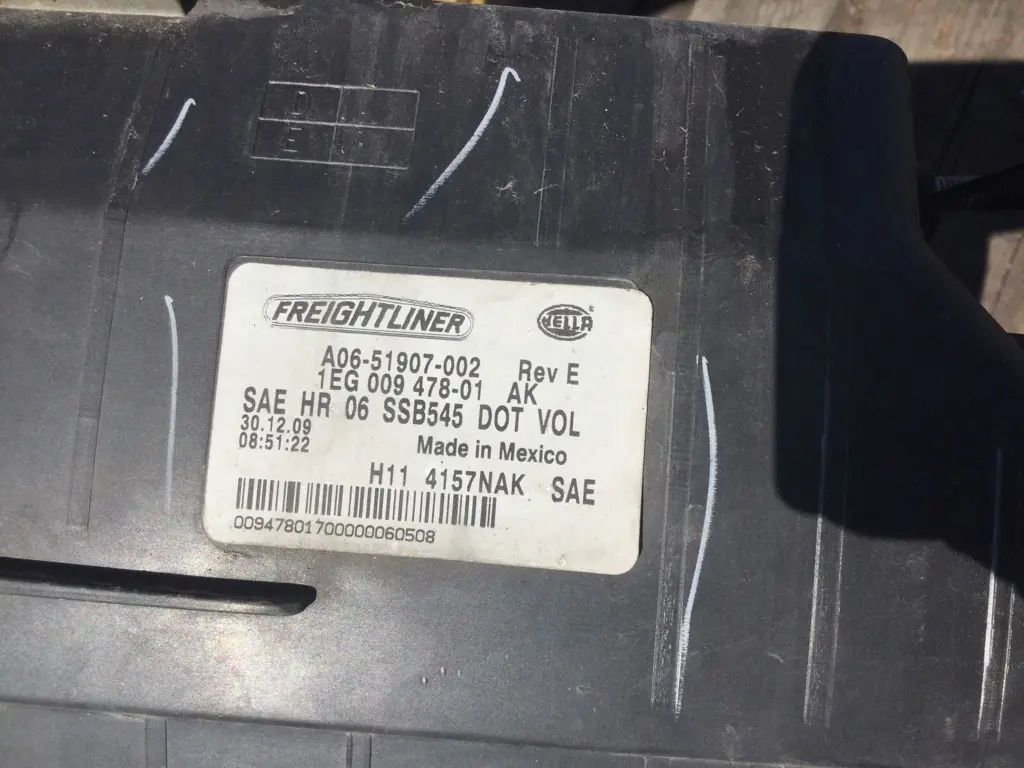 D
E
FREIGHTLINER
HELLA
®
A06-51907-002 Rev E
1EG 009 478-01 AK
SAE HR 06 SSB545 DOT VOL
30.12.09
08:51:22
Made in Mexico
H11 4157NAK SAE
00947801700000060508